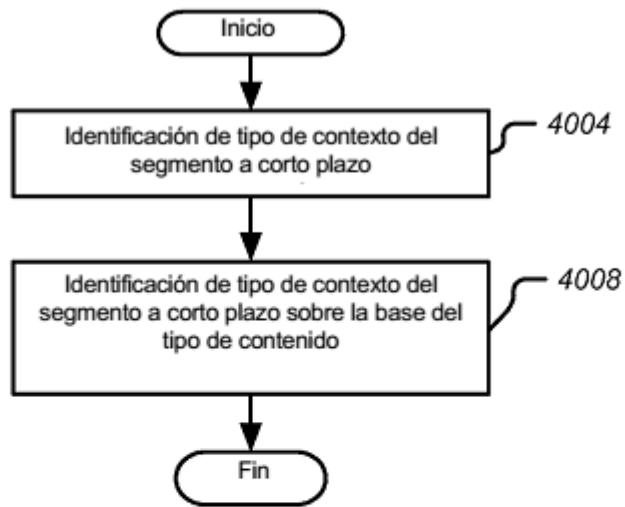 Inicio
Identificación de tipo de contexto del
segmento a corto plazo
4004
Identificación de tipo de contexto del
segmento a corto plazo sobre la base del
tipo de contenido
4008
Fin